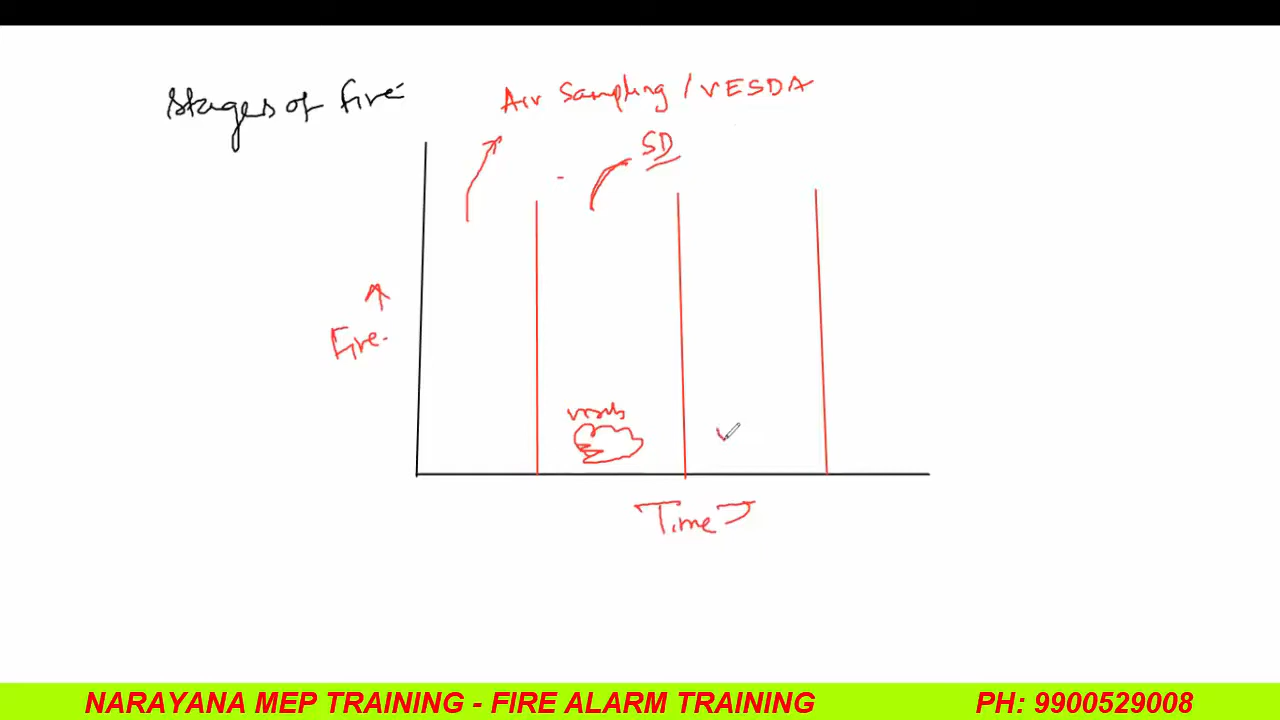 Stages of Fire
Air Sampling / VESDA
SD
Fire
Time
NARAYANA MEP TRAINING - FIRE ALARM TRAINING PH: 9900529008